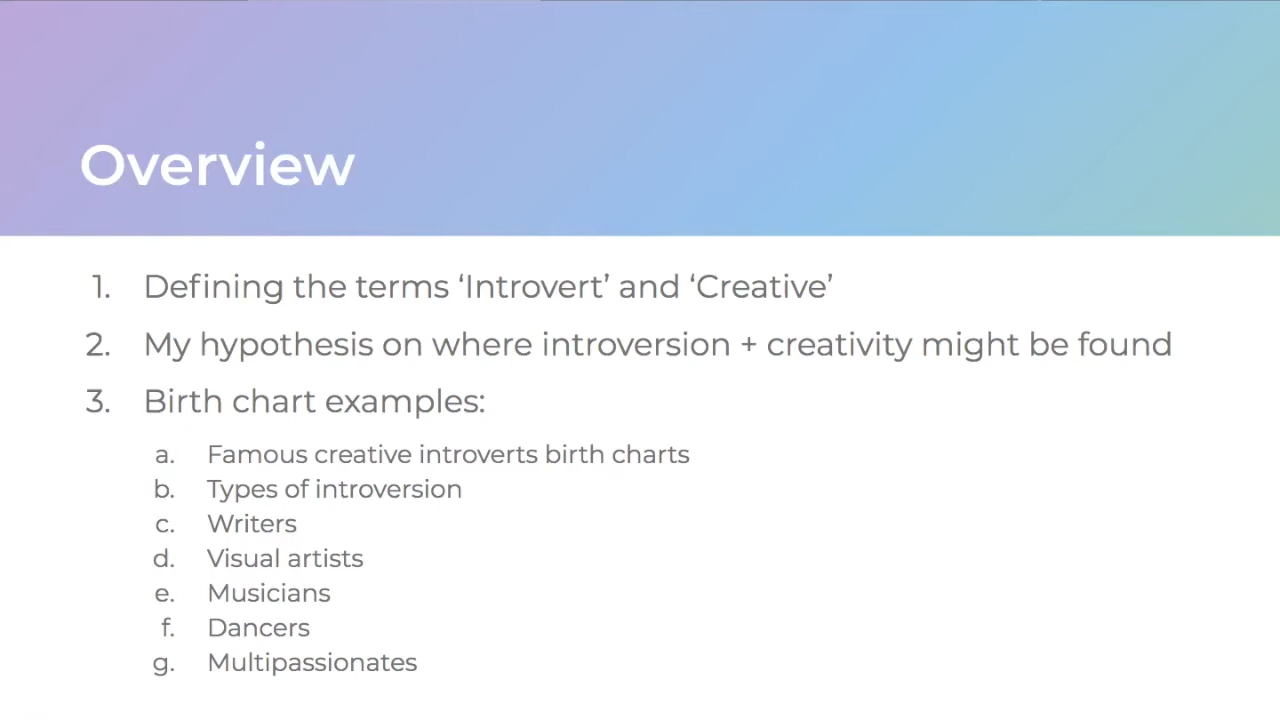 Overview
1. Defining the terms ‘Introvert’ and ‘Creative’
2. My hypothesis on where introversion + creativity might be found
3. Birth chart examples:
a. Famous creative introverts birth charts
b. Types of introversion
c. Writers
d. Visual artists
e. Musicians
f. Dancers
g. Multipassionates